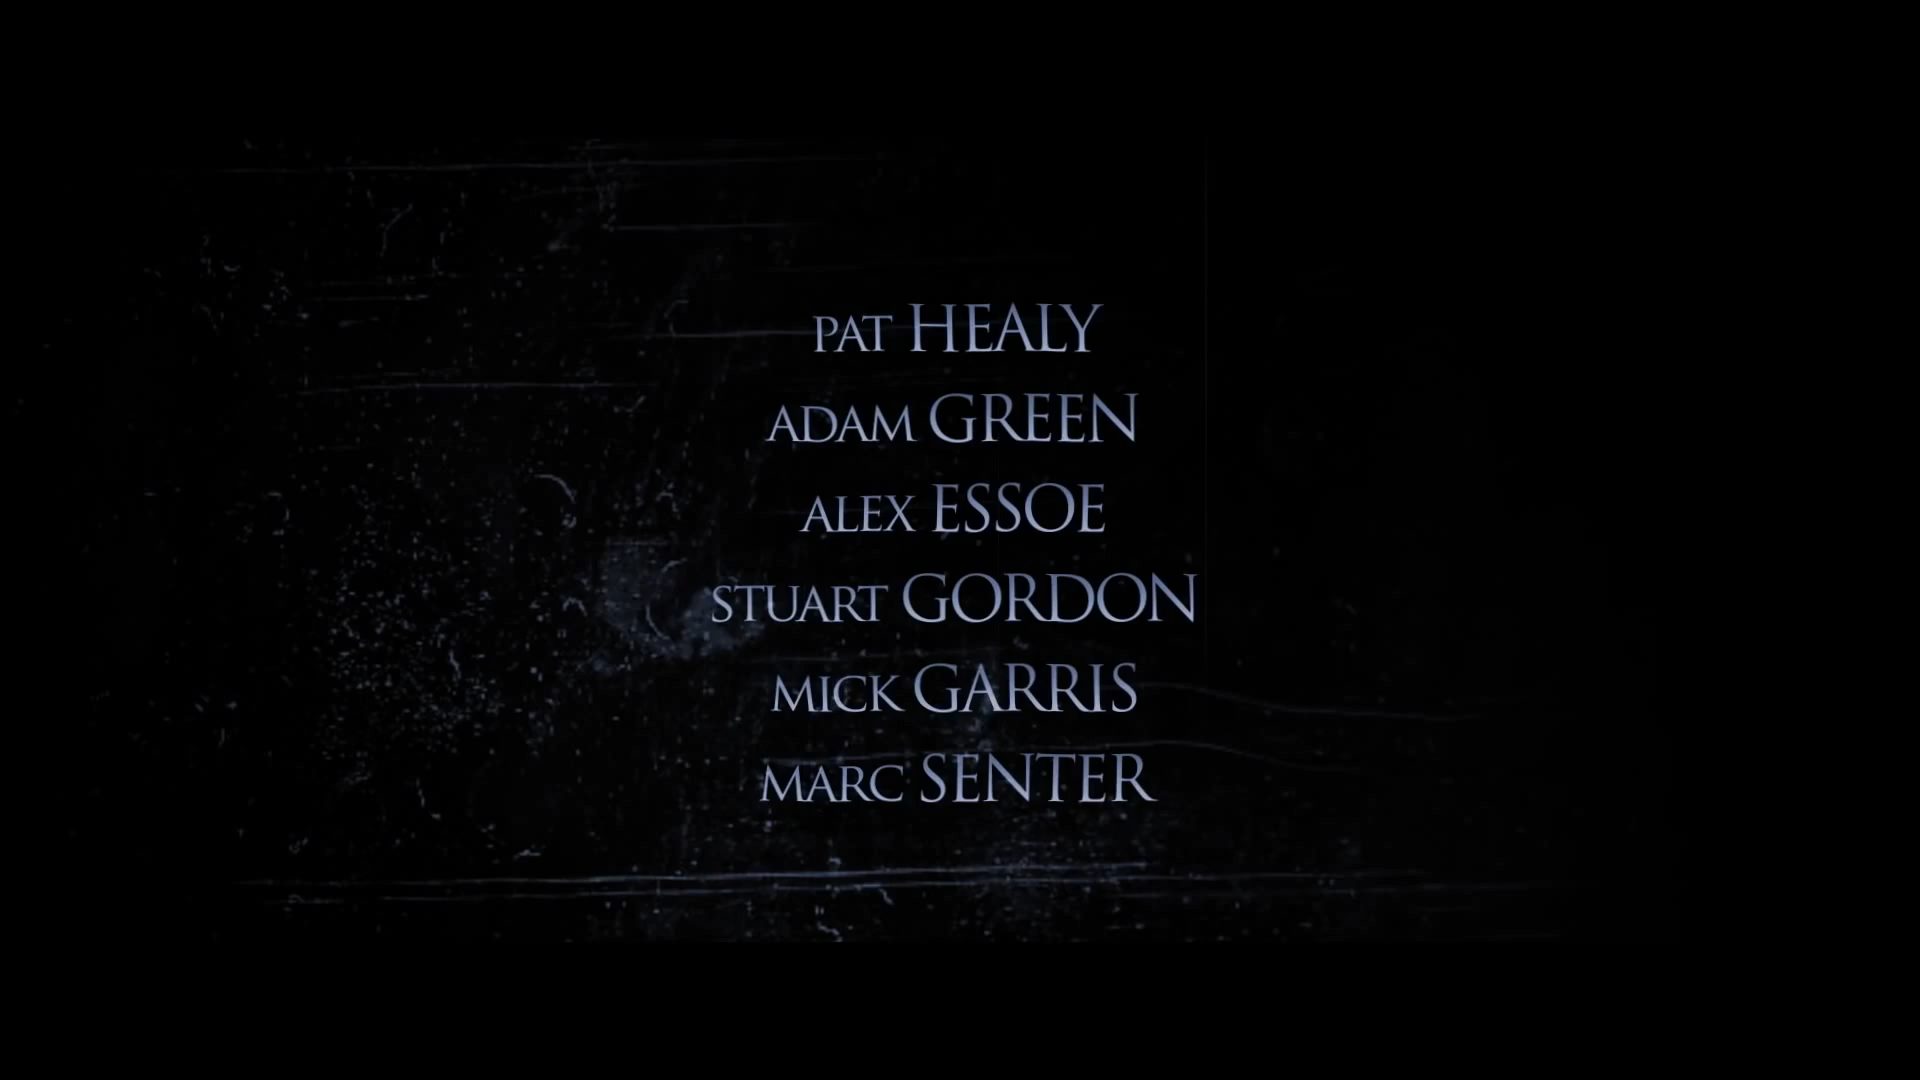 PAT HEALY
ADAM GREEN
ALEX ESSOE
STUART GORDON
MICK GARRIS
MARC SENTER